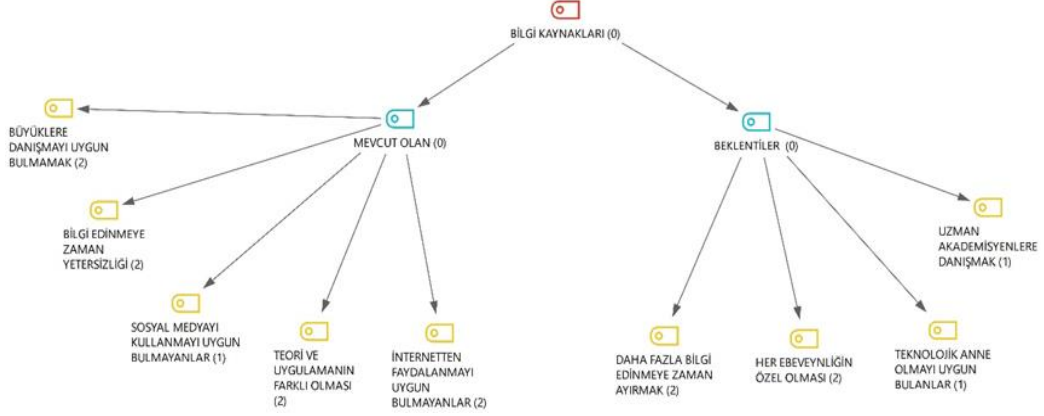 BİLGİ KAYNAKLARI (0)
MEVCUT OLAN (0)
BEKLENTİLER (0)
BÜYÜKLERE
DANIŞMAYI UYGUN
BULMAMAK (2)
BİLGİ EDİNMEYE
ZAMAN
YETERSİZLİĞİ (2)
SOSYAL MEDYAYI
KULLANMAYI UYGUN
BULMAYANLAR (1)
TEORİ VE
UYGULAMANIN
FARKLI OLMASI
(2)
İNTERNETTEN
FAYDALANMAYI
UYGUN
BULMAYANLAR (2)
DAHA FAZLA BİLGİ
EDİNMEYE ZAMAN
AYIRMAK (2)
HER EBEVEYNLİĞİN
ÖZEL OLMASI (2)
TEKNOLOJİK ANNE
OLMAYI UYGUN
BULANLAR (1)
UZMAN
AKADEMİSYENLERE
DANIŞMAK (1)